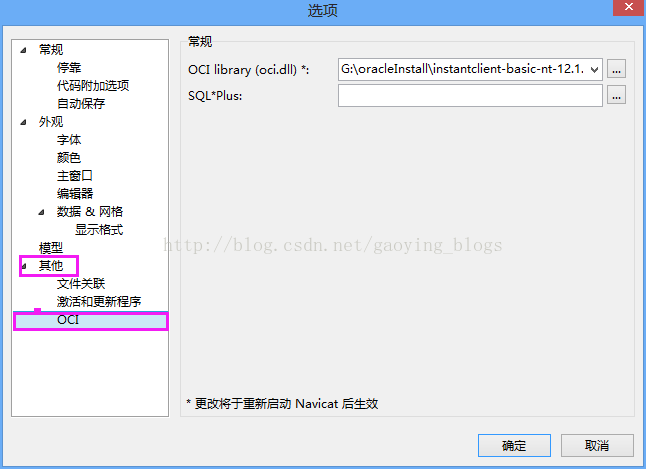 选项
常规
停靠
代码附加选项
自动保存
外观
字体
颜色
主窗口
编辑器
数据 & 网格
显示格式
模型
其他
文件关联
激活和更新程序
OCI
常规
OCI library (oci.dll) *:
G:\oracleInstall\instantclient-basic-nt-12.1.
...
SQL*Plus:
...
http://blog.csdn.net/gaoying_blogs
* 更改将于重新启动 Navicat 后生效
确定
取消